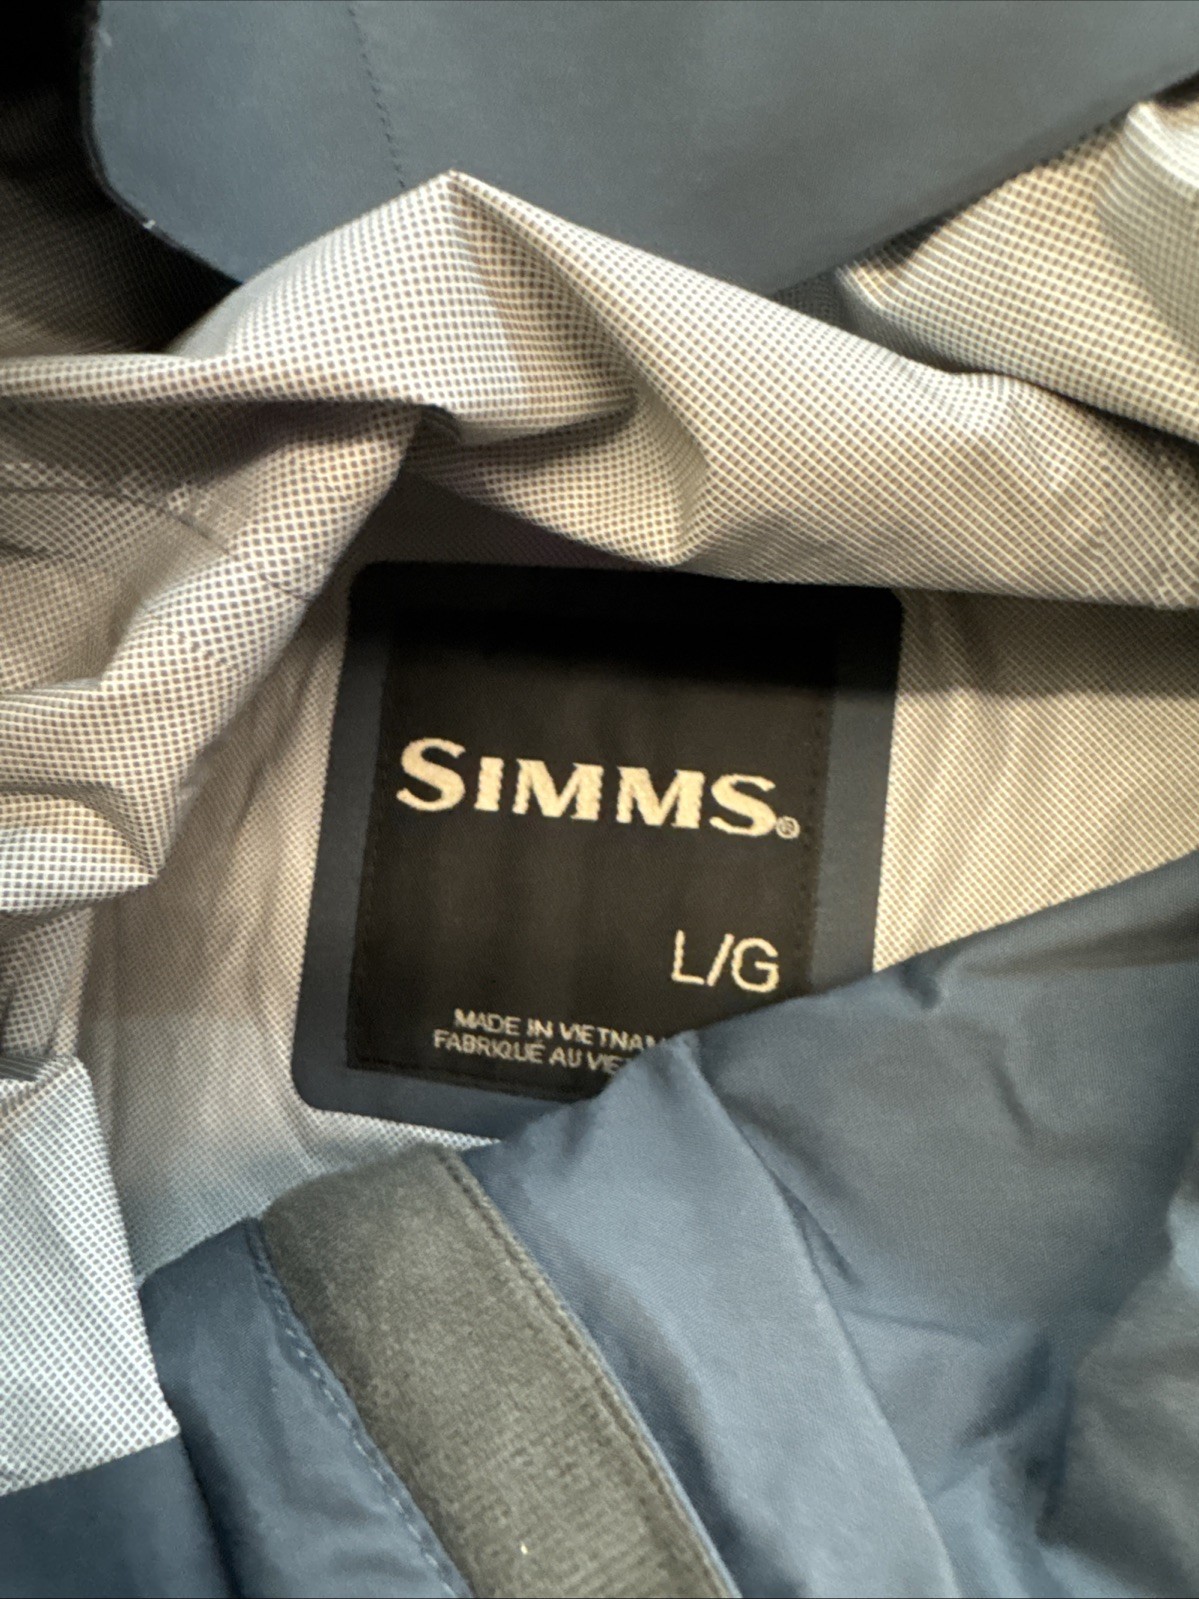 SIMMS®
L/G
MADE IN VIETNAM
FABRIQUÉ AU